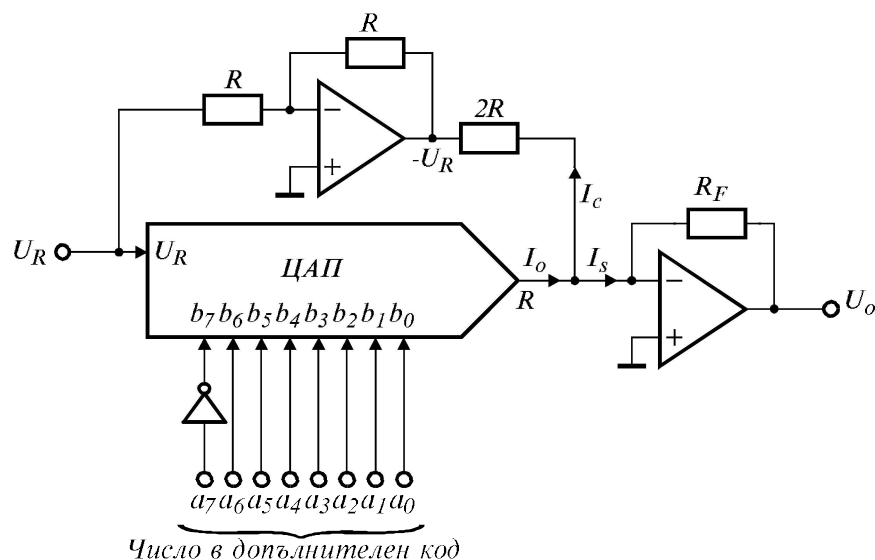 R
R
2R
-U_R
I_c
R_F
U_R
U_R
ЦАП
I_o
I_s
R
U_o
b_7 b_6 b_5 b_4 b_3 b_2 b_1 b_0
a_7 a_6 a_5 a_4 a_3 a_2 a_1 a_0
Число в допълнителен код